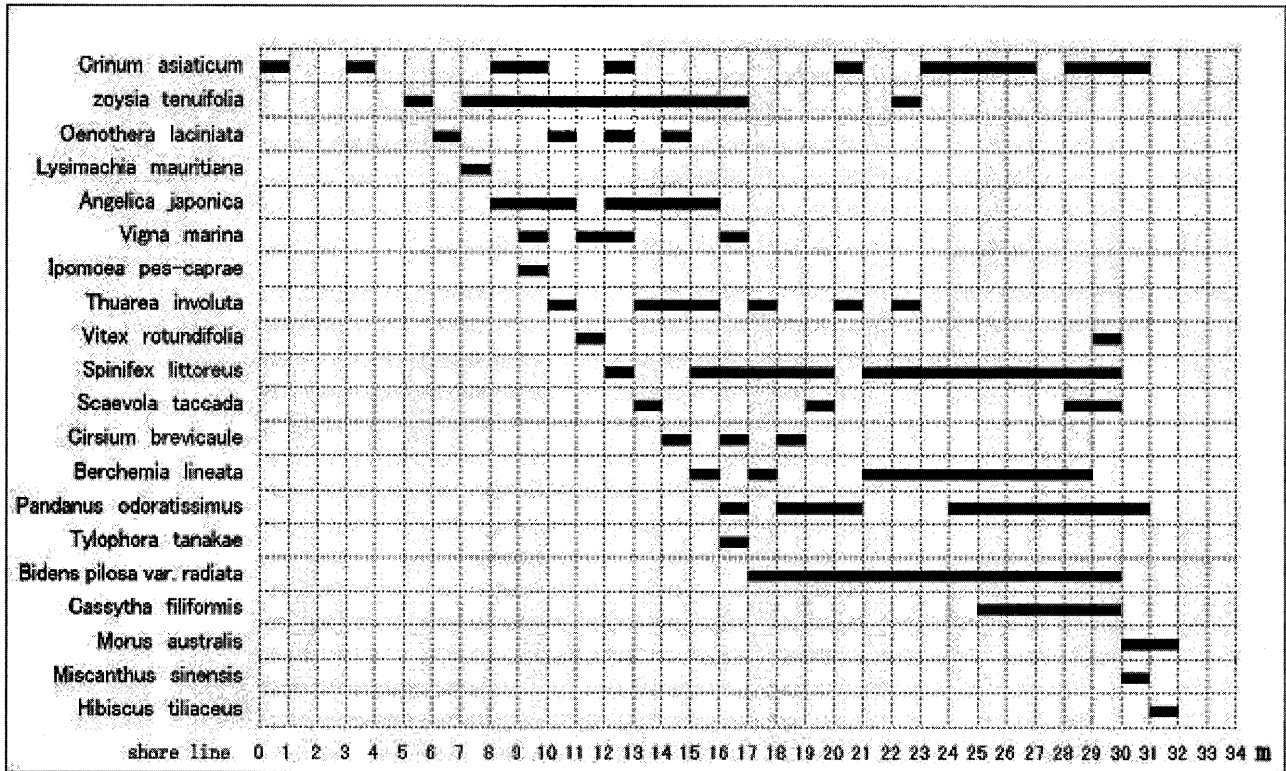 Crinum asiaticum
zoysia tenuifolia
Oenothera laciniata
Lysimachia mauritiana
Angelica japonica
Vigna marina
Ipomoea pes-caprae
Thuarea involuta
Vitex rotundifolia
Spinifex littoreus
Scaevola taccada
Cirsium brevicaule
Berchemia lineata
Pandanus odoratissimus
Tylophora tanakae
Bidens pilosa var. radiata
Cassytha filiformis
Morus australis
Miscanthus sinensis
Hibiscus tiliaceus
shore line 0 1 2 3 4 5 6 7 8 9 10 11 12 13 14 15 16 17 18 19 20 21 22 23 24 25 26 27 28 29 30 31 32 33 34 m